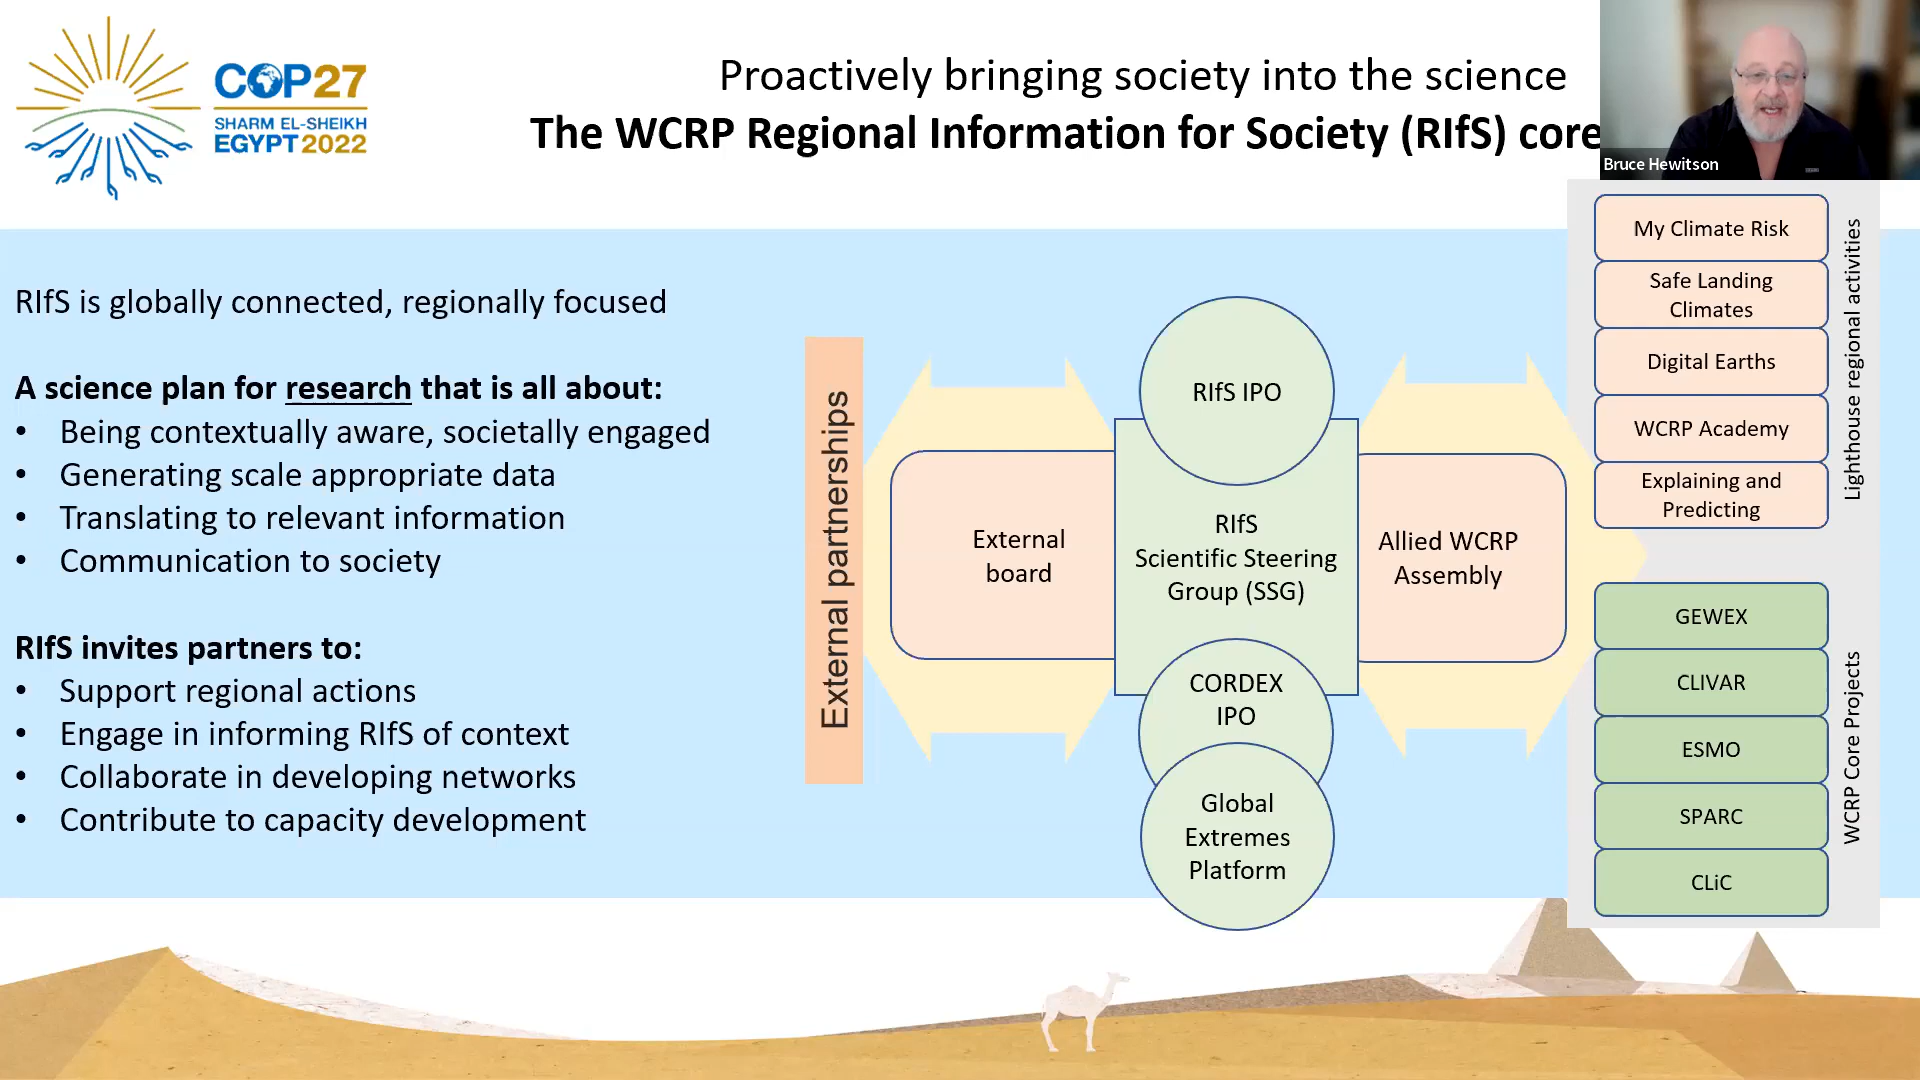 COP27
SHARM EL-SHEIKH
EGYPT 2022
Proactively bringing society into the science
The WCRP Regional Information for Society (RIfS) core
Bruce Hewitson
RIfS is globally connected, regionally focused
A science plan for research that is all about:
• Being contextually aware, societally engaged
• Generating scale appropriate data
• Translating to relevant information
• Communication to society
RIfS invites partners to:
• Support regional actions
• Engage in informing RIfS of context
• Collaborate in developing networks
• Contribute to capacity development
External partnerships
External
board
RIfS IPO
RIfS
Scientific Steering
Group (SSG)
CORDEX
IPO
Global
Extremes
Platform
Allied WCRP
Assembly
My Climate Risk
Safe Landing
Climates
Digital Earths
WCRP Academy
Explaining and
Predicting
Lighthouse regional activities
GEWEX
CLIVAR
ESMO
SPARC
CLiC
WCRP Core Projects